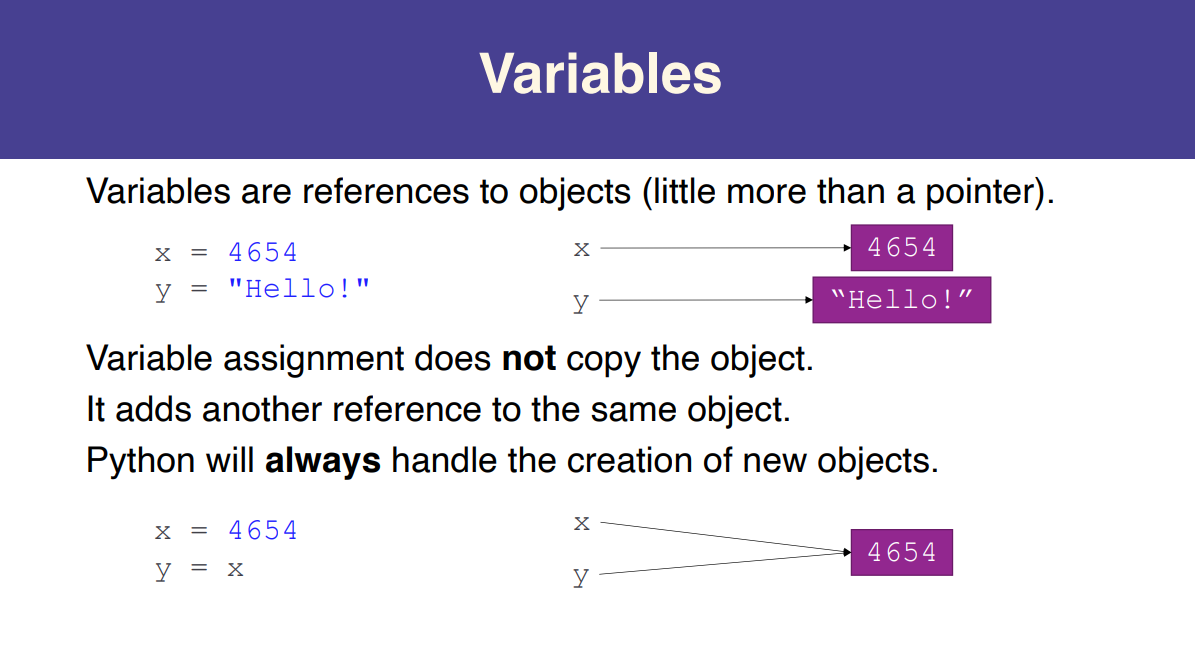 Variables
Variables are references to objects (little more than a pointer).
x = 4654
y = "Hello!"
x
4654
y
“Hello!”
Variable assignment does not copy the object.
It adds another reference to the same object.
Python will always handle the creation of new objects.
x = 4654
y = x
x
y
4654